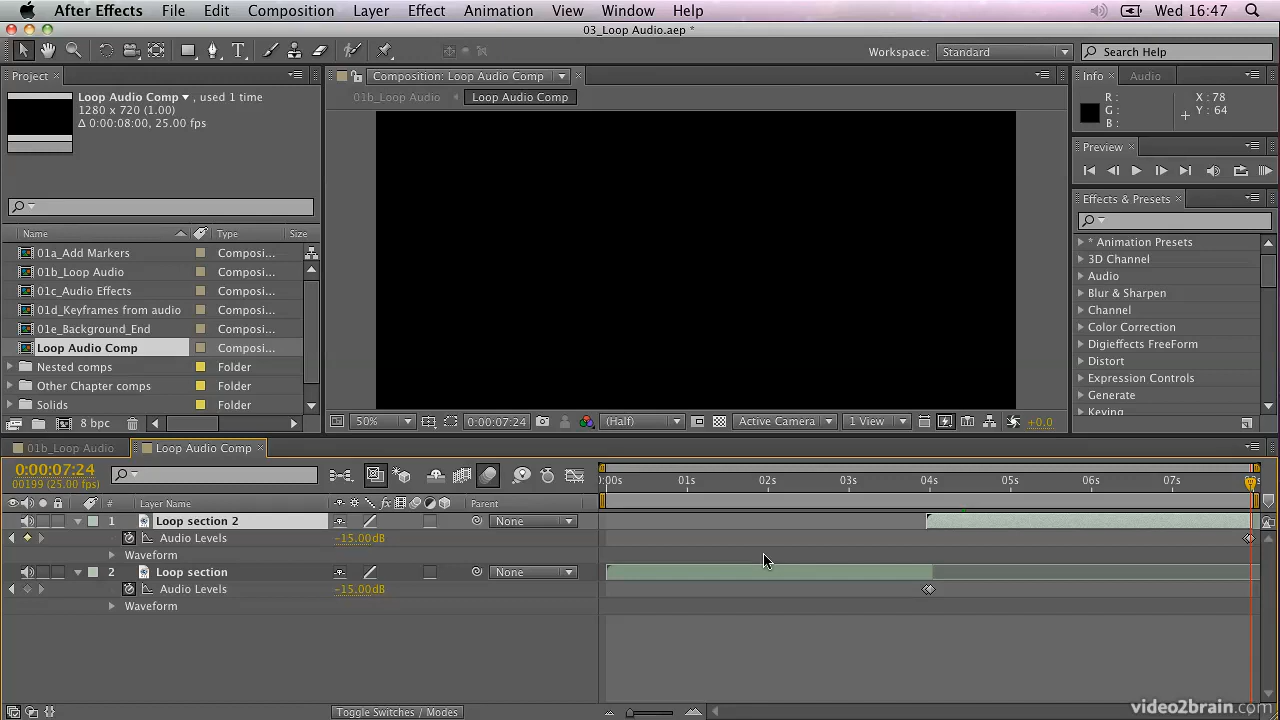 After Effects File Edit Composition Layer Effect Animation View Window Help Wed 16:47
03_Loop Audio.aep *
Workspace: Standard Search Help
Project × Composition: Loop Audio Comp × Info × Audio
Loop Audio Comp ▾ , used 1 time
1280 x 720 (1.00)
Δ 0:00:08:00, 25.00 fps
01b_Loop Audio Loop Audio Comp
R : X : 78
G : Y : 64
B :
Preview ×
Effects & Presets ×
Name Type Size
01a_Add Markers Composi...
01b_Loop Audio Composi...
01c_Audio Effects Composi...
01d_Keyframes from audio Composi...
01e_Background_End Composi...
Loop Audio Comp Composi...
Nested comps Folder
Other Chapter comps Folder
Solids Folder
8 bpc
* Animation Presets
3D Channel
Audio
Blur & Sharpen
Channel
Color Correction
Digieffects FreeForm
Distort
Expression Controls
Generate
Keying
50% 0:00:07:24 (Half) Active Camera 1 View +0.0
01b_Loop Audio Loop Audio Comp ×
0:00:07:24
00199 (25.00 fps)
0:00s 01s 02s 03s 04s 05s 06s 07s
# Layer Name Parent
1 Loop section 2 None
Audio Levels -15.00dB
Waveform
2 Loop section None
Audio Levels -15.00dB
Waveform
Toggle Switches / Modes
video2brain.com